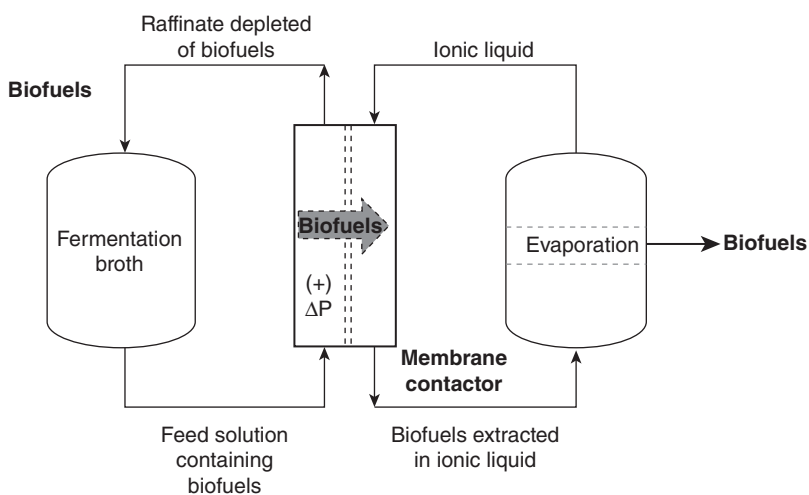 Raffinate depleted
of biofuels
Ionic liquid
Biofuels
Fermentation
broth
Biofuels
(+)
ΔP
Evaporation
Biofuels
Membrane
contactor
Feed solution
containing
biofuels
Biofuels extracted
in ionic liquid